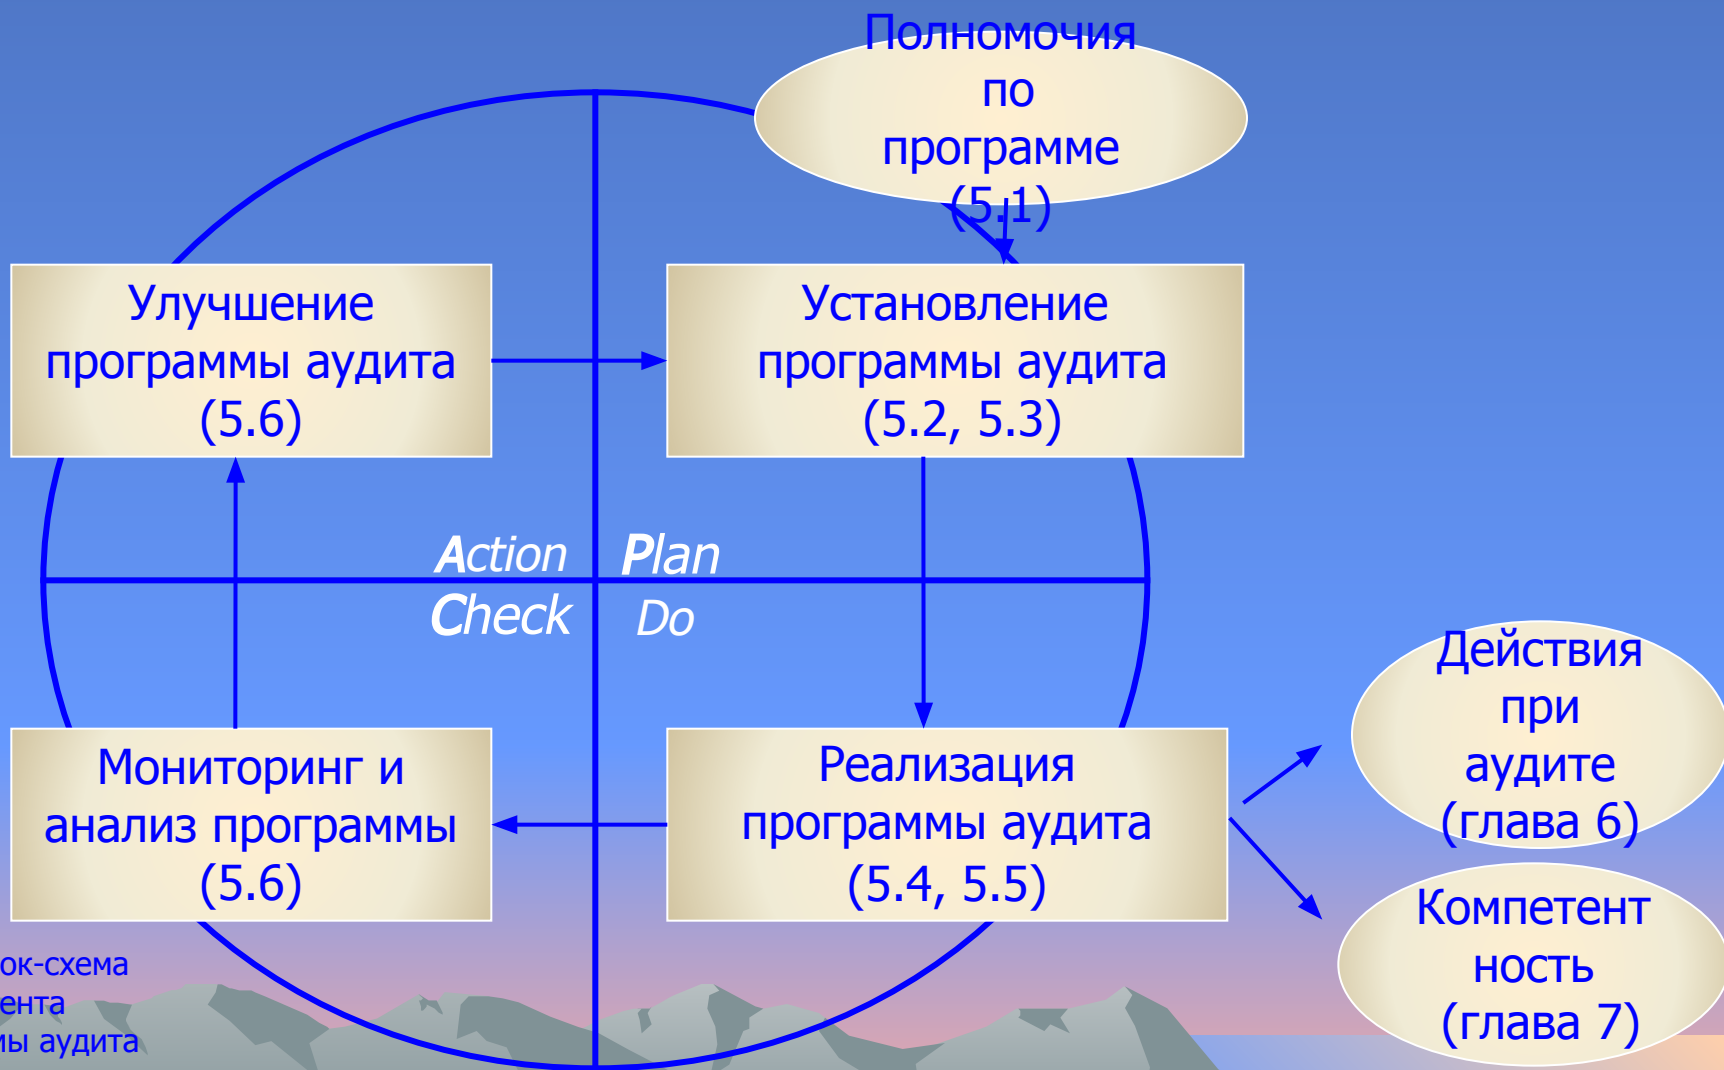 Полномочия
по
программе
(5.1)
Улучшение
программы аудита
(5.6)
Установление
программы аудита
(5.2, 5.3)
Action
Plan
Check
Do
Мониторинг и
анализ программы
(5.6)
Реализация
программы аудита
(5.4, 5.5)
Действия
при
аудите
(глава 6)
Компетент
ность
(глава 7)
ок-схема
ента
мы аудита